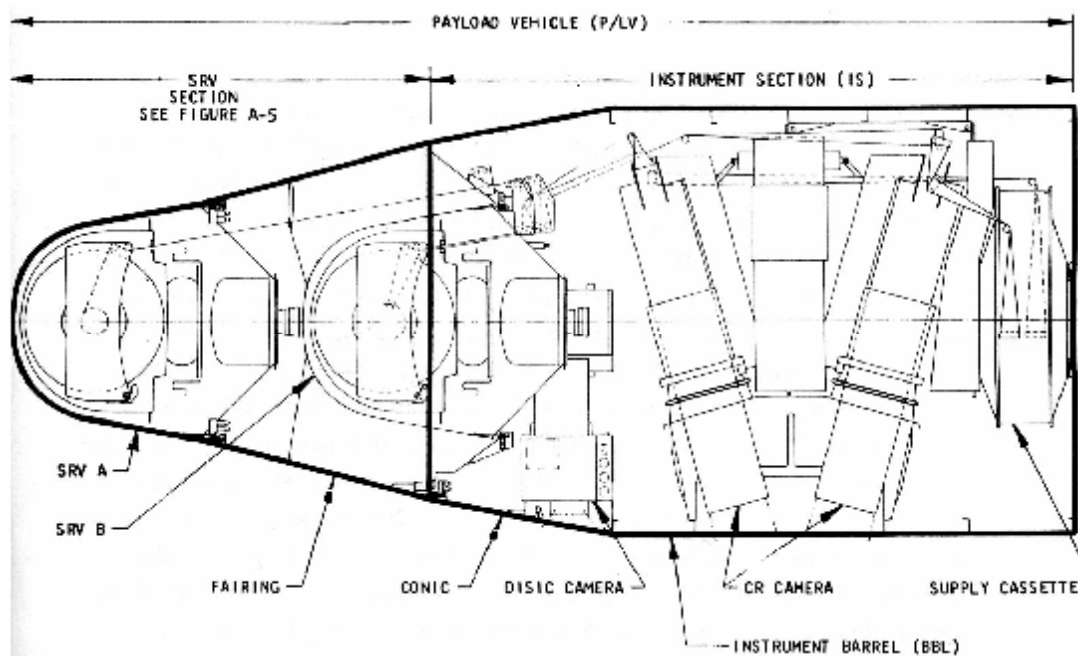 PAYLOAD VEHICLE (P/LV)
SRV
SECTION
SEE FIGURE A-5
INSTRUMENT SECTION (IS)
SRV A
SRV B
FAIRING
CONIC
DISIC CAMERA
CR CAMERA
SUPPLY CASSETTE
INSTRUMENT BARREL (BBL)